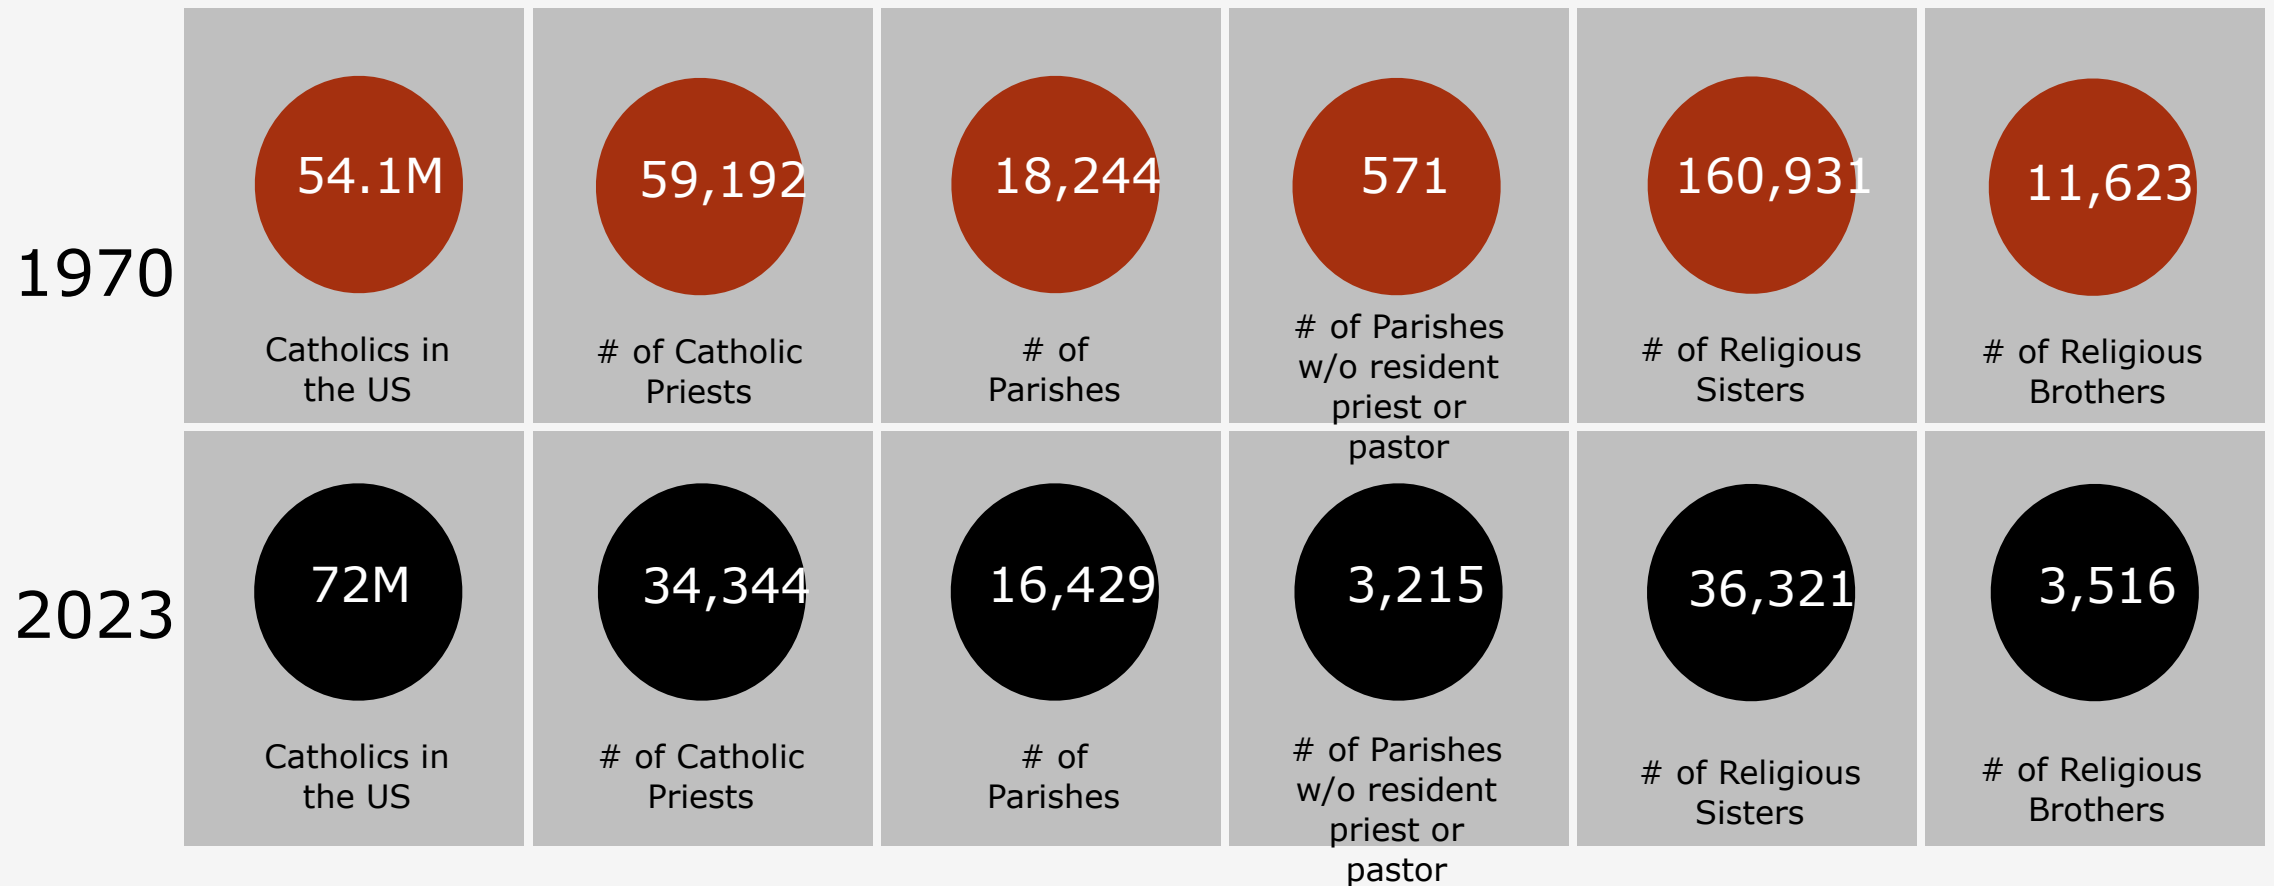 1970
54.1M
Catholics in
the US
59,192
# of Catholic
Priests
18,244
# of
Parishes
571
# of Parishes
w/o resident
priest or
pastor
160,931
# of Religious
Sisters
11,623
# of Religious
Brothers
2023
72M
Catholics in
the US
34,344
# of Catholic
Priests
16,429
# of
Parishes
3,215
# of Parishes
w/o resident
priest or
pastor
36,321
# of Religious
Sisters
3,516
# of Religious
Brothers